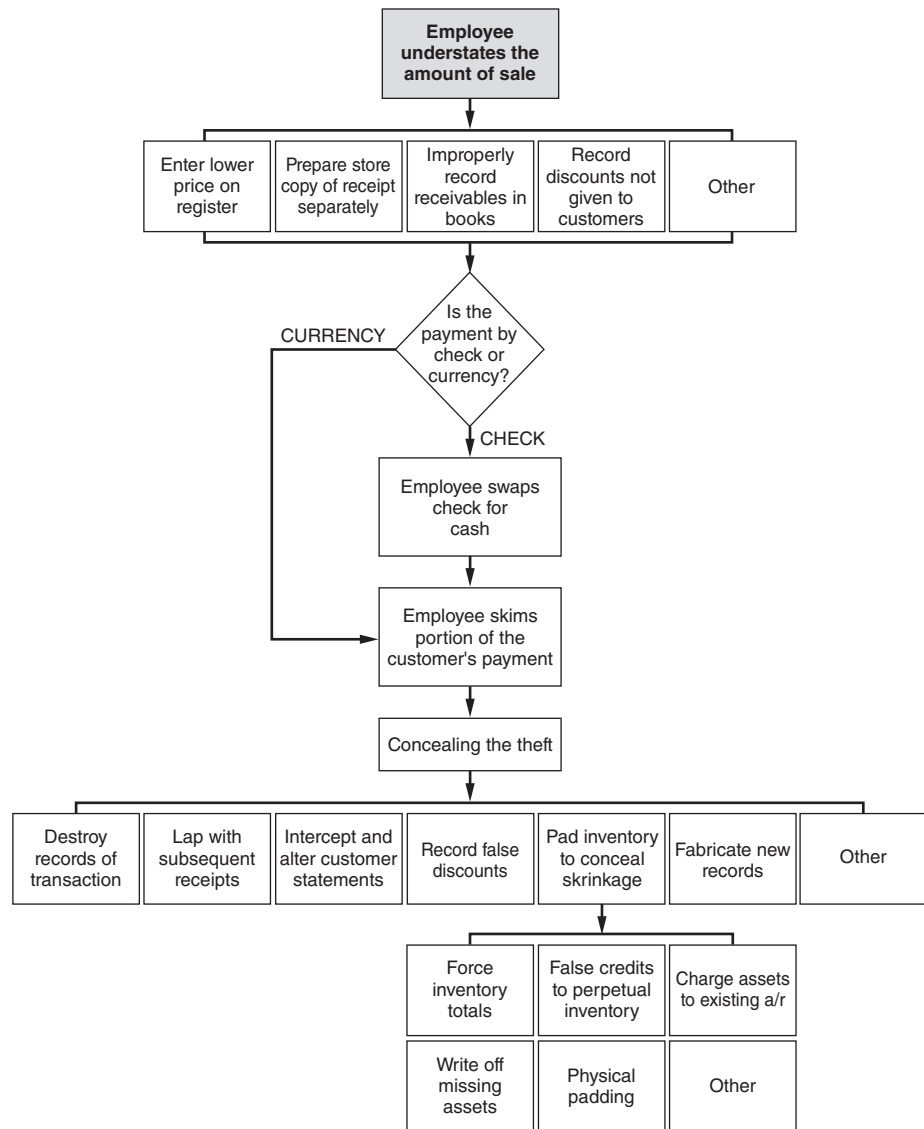 Employee
understates the
amount of sale
Enter lower
price on
register
Prepare store
copy of receipt
separately
Improperly
record
receivables in
books
Record
discounts not
given to
customers
Other
Is the
payment by
check or
currency?
CURRENCY
CHECK
Employee swaps
check for
cash
Employee skims
portion of the
customer's payment
Concealing the theft
Destroy
records of
transaction
Lap with
subsequent
receipts
Intercept and
alter customer
statements
Record false
discounts
Pad inventory
to conceal
skrinkage
Fabricate new
records
Other
Force
inventory
totals
False credits
to perpetual
inventory
Charge assets
to existing a/r
Write off
missing
assets
Physical
padding
Other